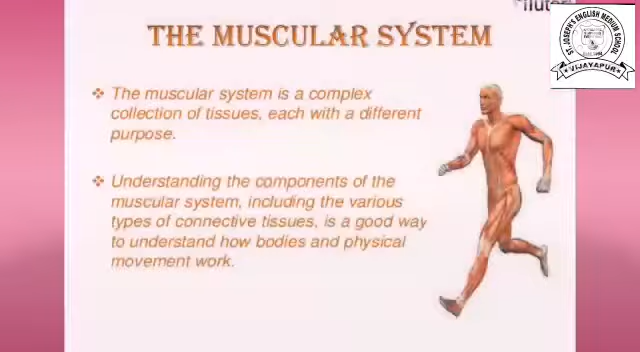 THE MUSCULAR SYSTEM
ST. JOSEPH'S ENGLISH MEDIUM SCHOOL
VIJAYAPUR
The muscular system is a complex
collection of tissues, each with a different
purpose.
Understanding the components of the
muscular system, including the various
types of connective tissues, is a good way
to understand how bodies and physical
movement work.